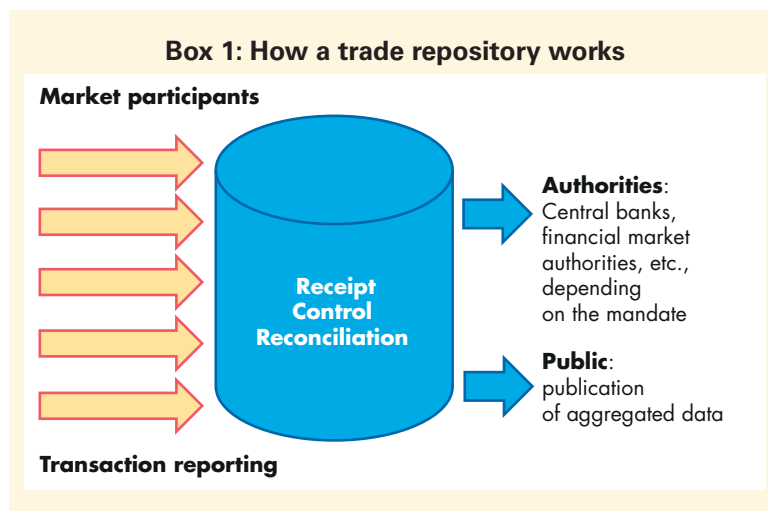 Box 1: How a trade repository works
Market participants
Receipt
Control
Reconciliation
Authorities:
Central banks,
financial market
authorities, etc.,
depending
on the mandate
Public:
publication
of aggregated data
Transaction reporting